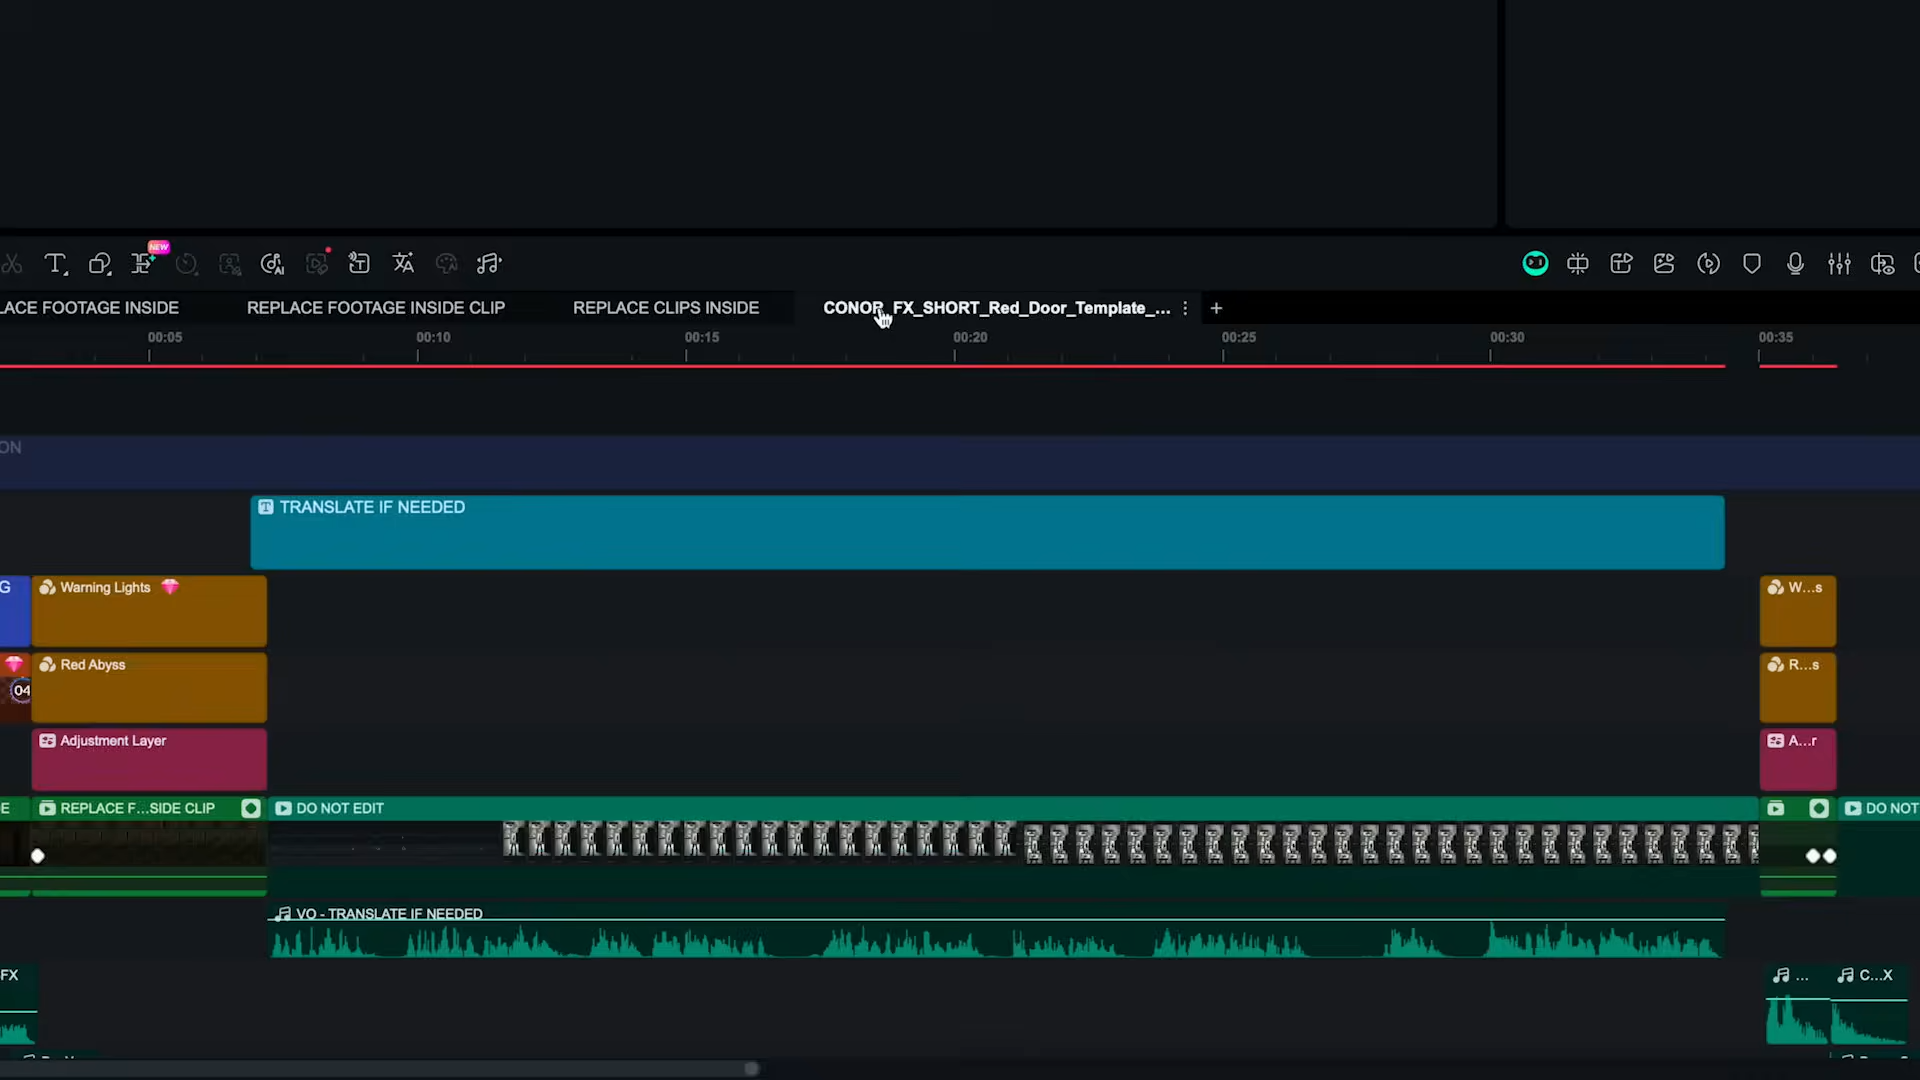 NEW
LACE FOOTAGE INSIDE
REPLACE FOOTAGE INSIDE CLIP
REPLACE CLIPS INSIDE
CONOR_FX_SHORT_Red_Door_Template_...
00:05
00:10
00:15
00:20
00:25
00:30
00:35
ON
TRANSLATE IF NEEDED
G
Warning Lights
W...s
04
Red Abyss
R...s
Adjustment Layer
A...r
E
REPLACE F...SIDE CLIP
DO NOT EDIT
DO NOT
VO - TRANSLATE IF NEEDED
FX
...
C...X